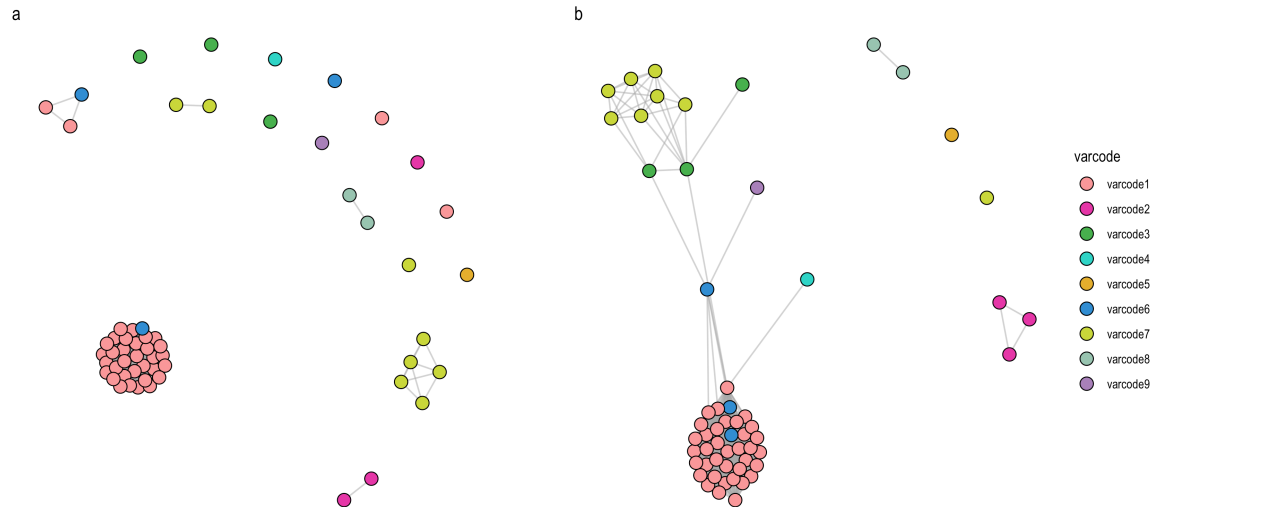 a
b
varcode
varcode1
varcode2
varcode3
varcode4
varcode5
varcode6
varcode7
varcode8
varcode9